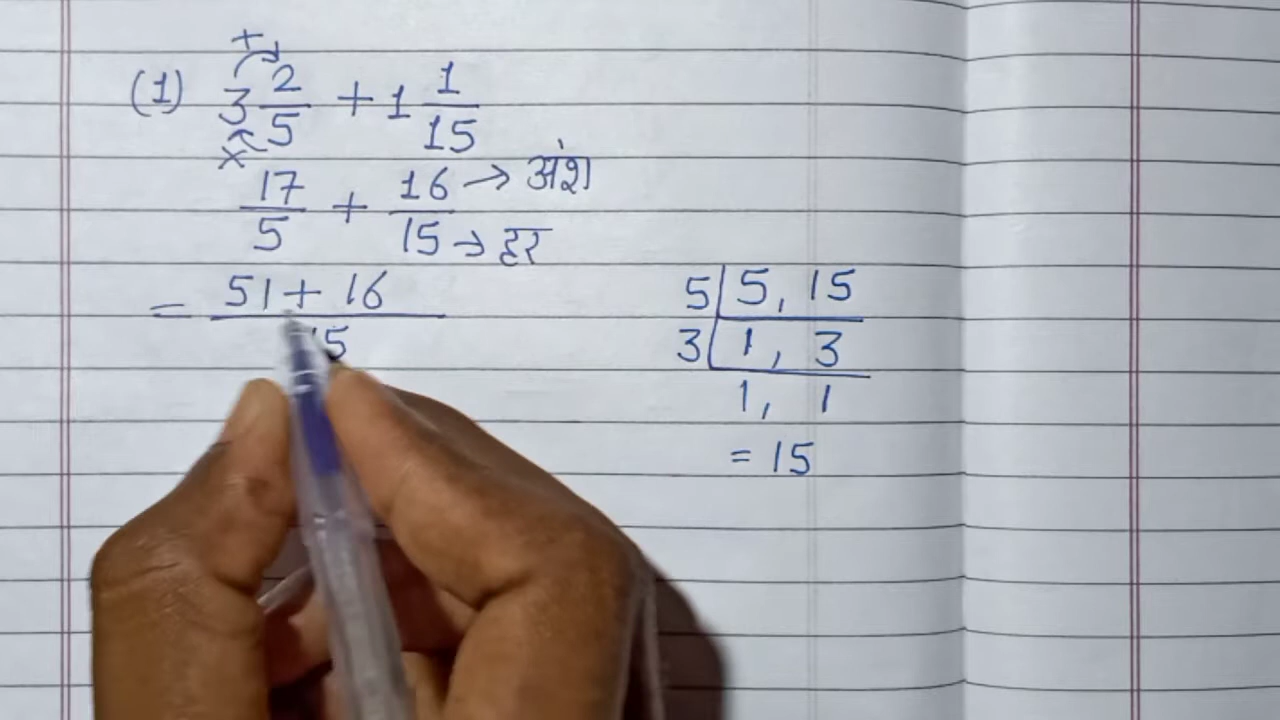 (1) 3 2/5 + 1 1/15
+
×
17/5 + 16/15
→ अंश
→ हर
= 51 + 16 / 15
5 | 5, 15
3 | 1, 3
1, 1
= 15